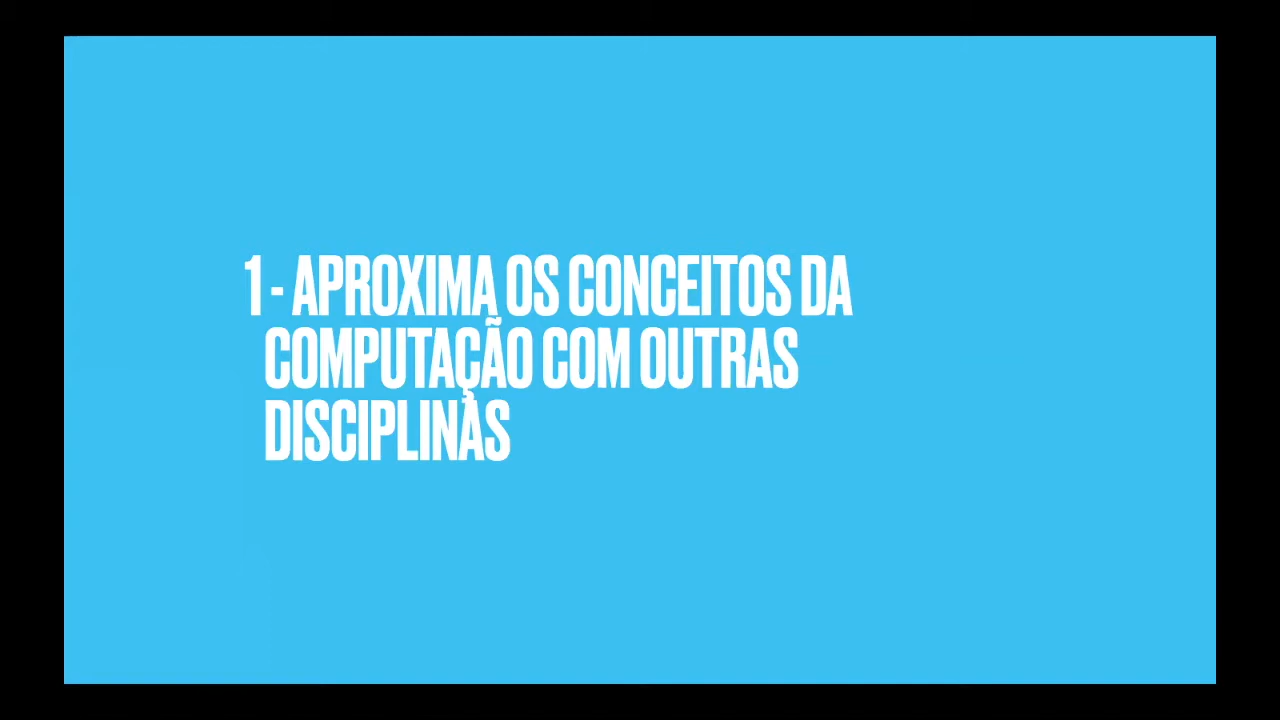 1 - APROXIMA OS CONCEITOS DA
COMPUTAÇÃO COM OUTRAS
DISCIPLINAS